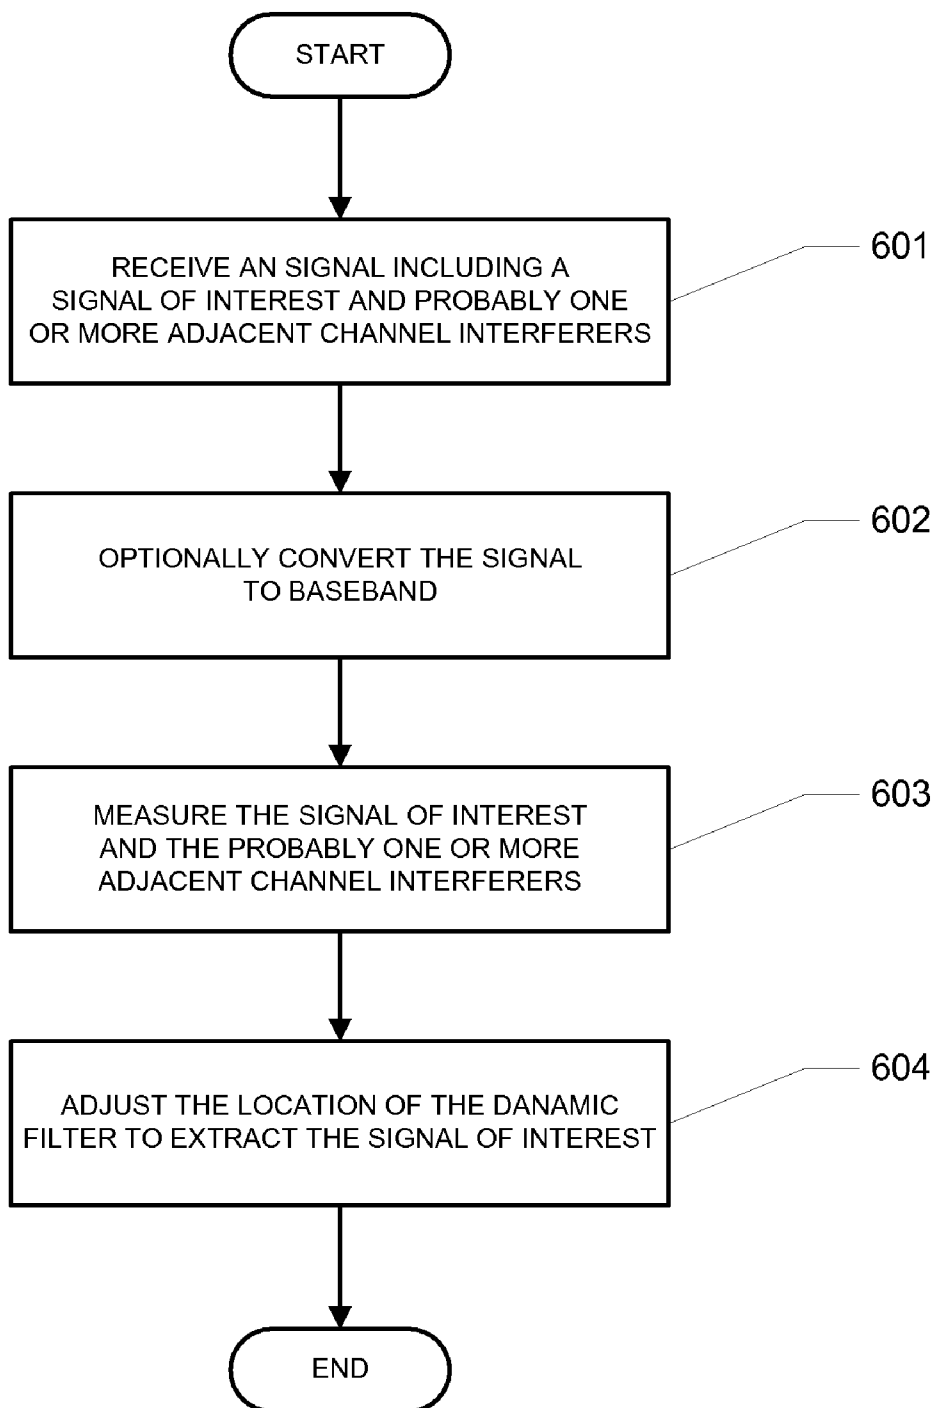 START
RECEIVE AN SIGNAL INCLUDING A
SIGNAL OF INTEREST AND PROBABLY ONE
OR MORE ADJACENT CHANNEL INTERFERERS
601
OPTIONALLY CONVERT THE SIGNAL
TO BASEBAND
602
MEASURE THE SIGNAL OF INTEREST
AND THE PROBABLY ONE OR MORE
ADJACENT CHANNEL INTERFERERS
603
ADJUST THE LOCATION OF THE DANAMIC
FILTER TO EXTRACT THE SIGNAL OF INTEREST
604
END